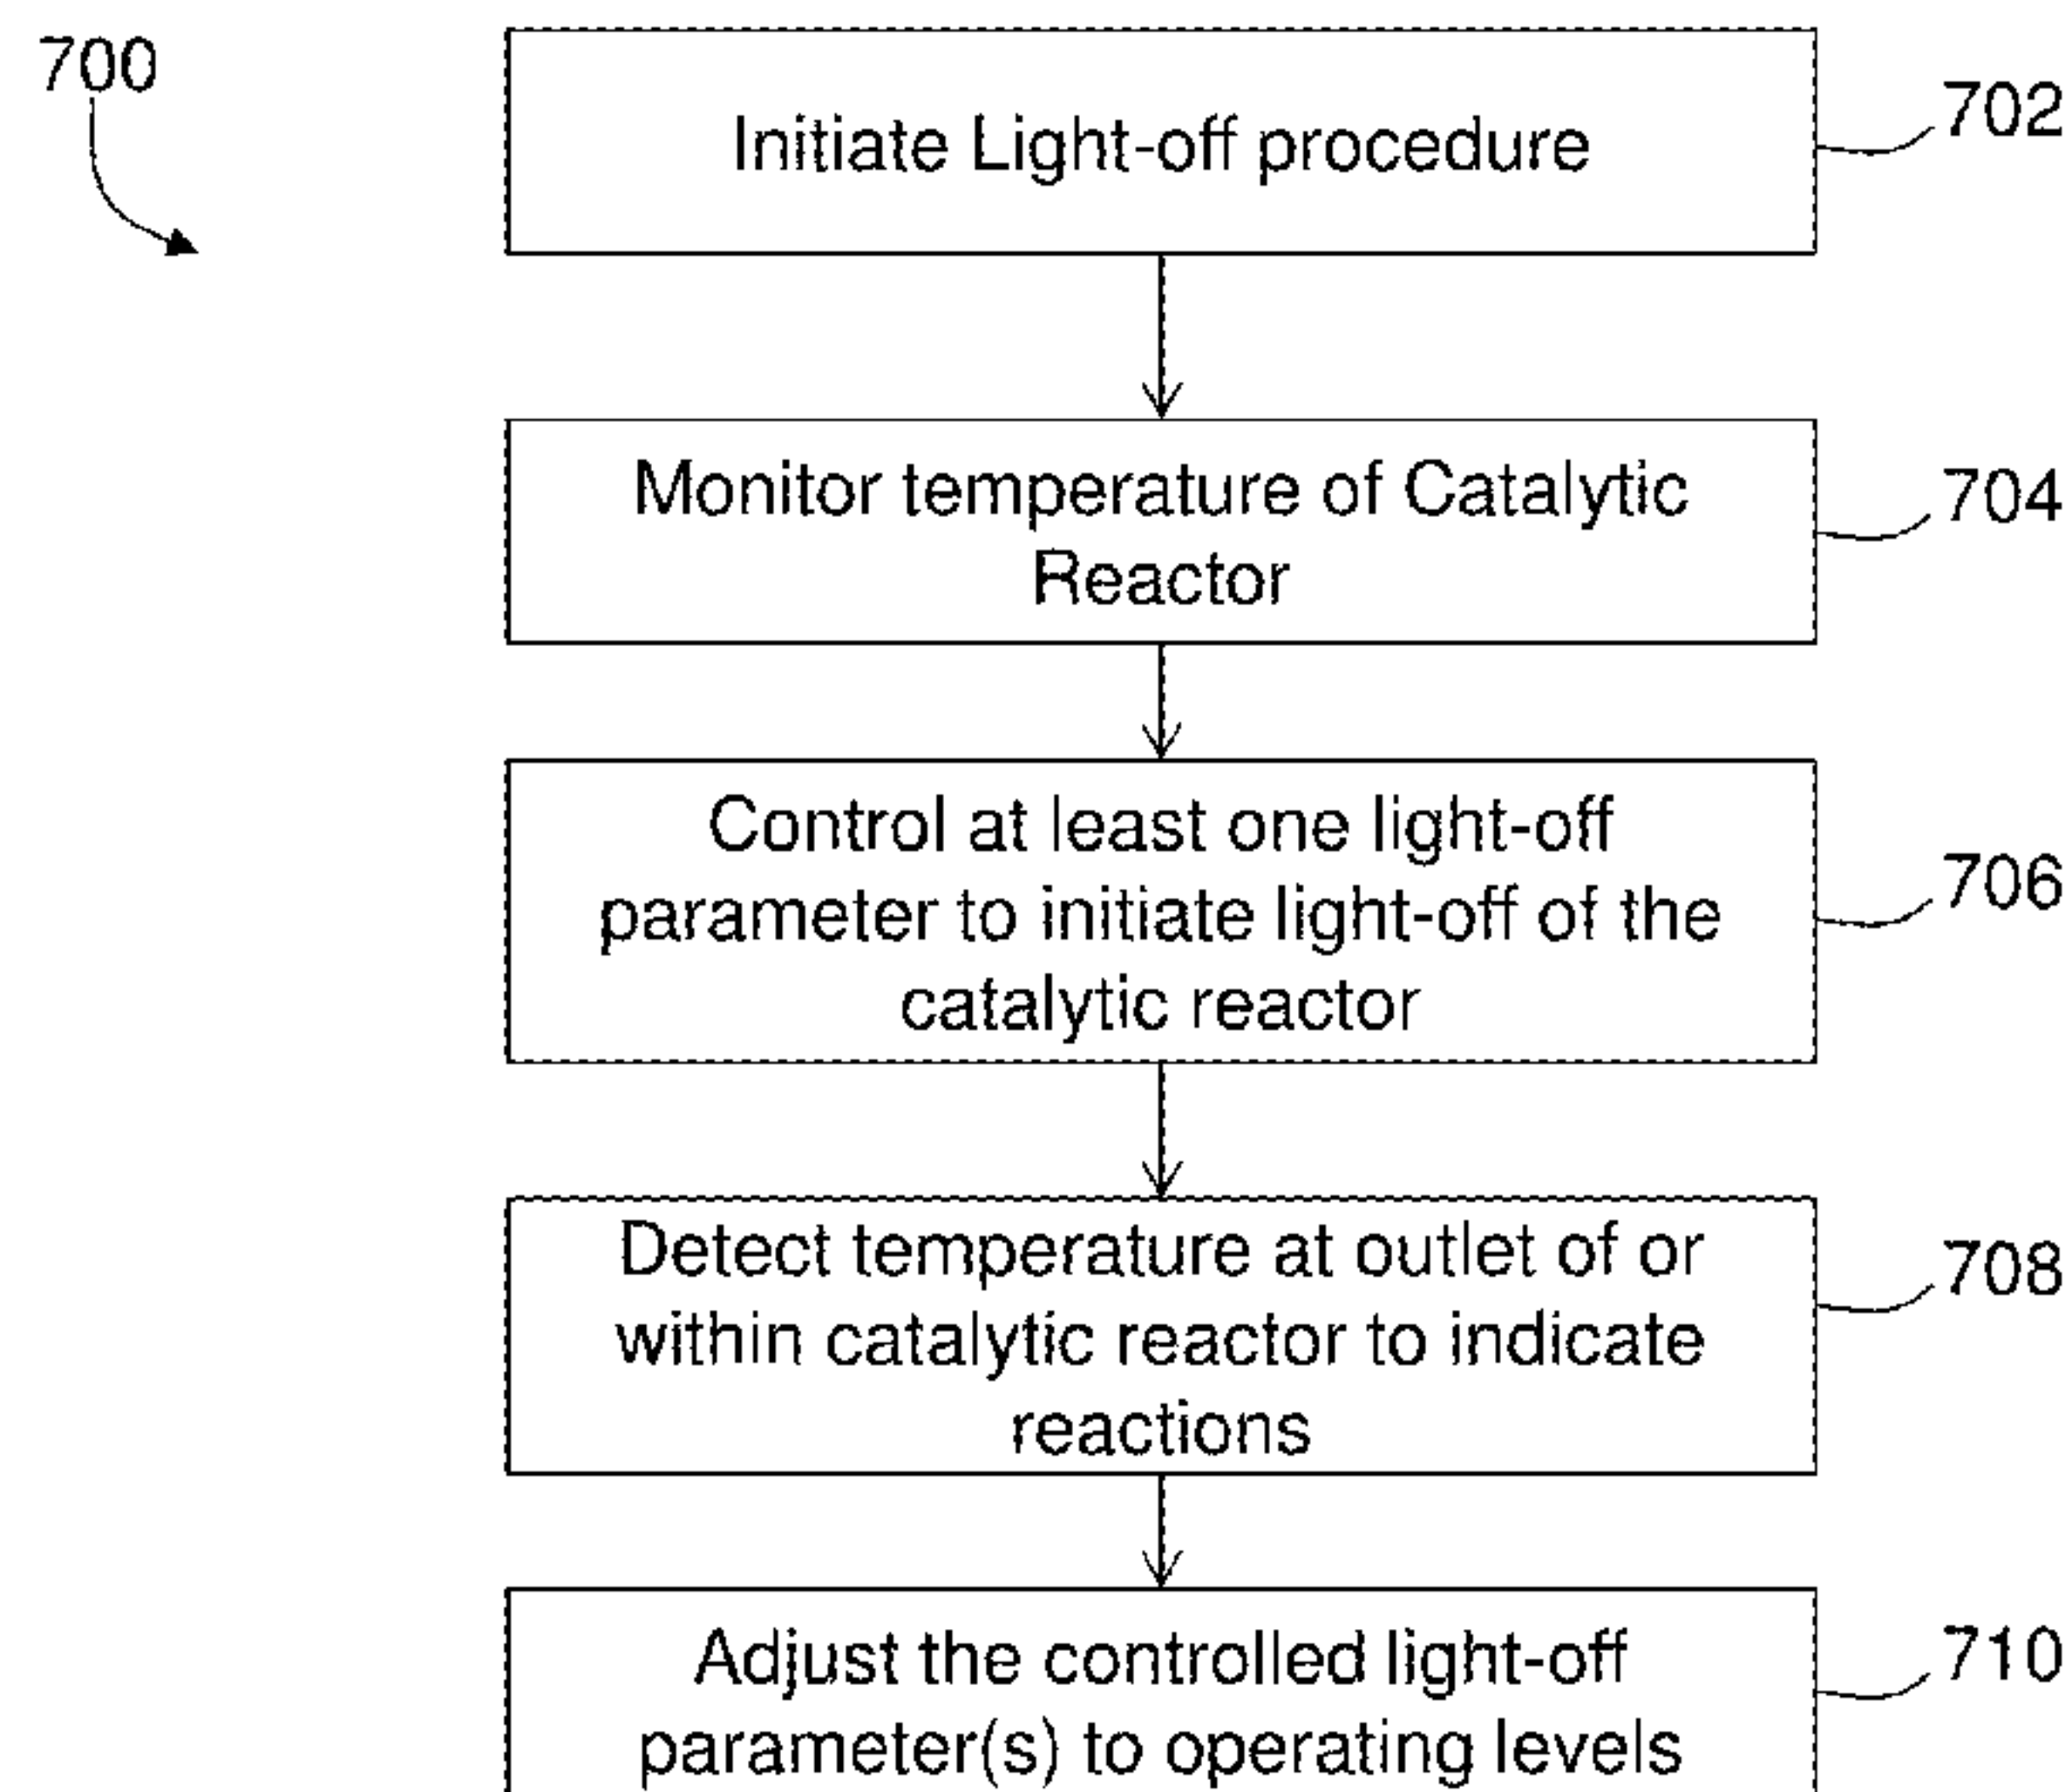 700
Initiate Light-off procedure
702
Monitor temperature of Catalytic
Reactor
704
Control at least one light-off
parameter to initiate light-off of the
catalytic reactor
706
Detect temperature at outlet of or
within catalytic reactor to indicate
reactions
708
Adjust the controlled light-off
parameter(s) to operating levels
710